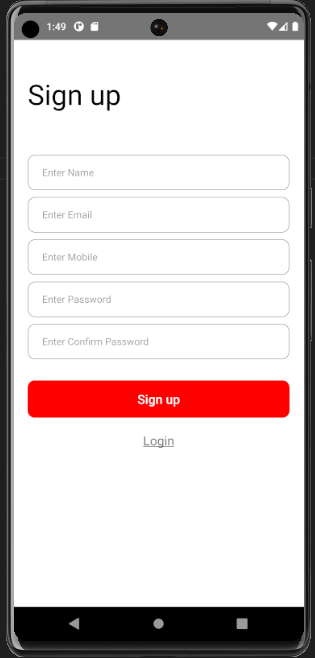 1:49
Sign up
Enter Name
Enter Email
Enter Mobile
Enter Password
Enter Confirm Password
Sign up
Login